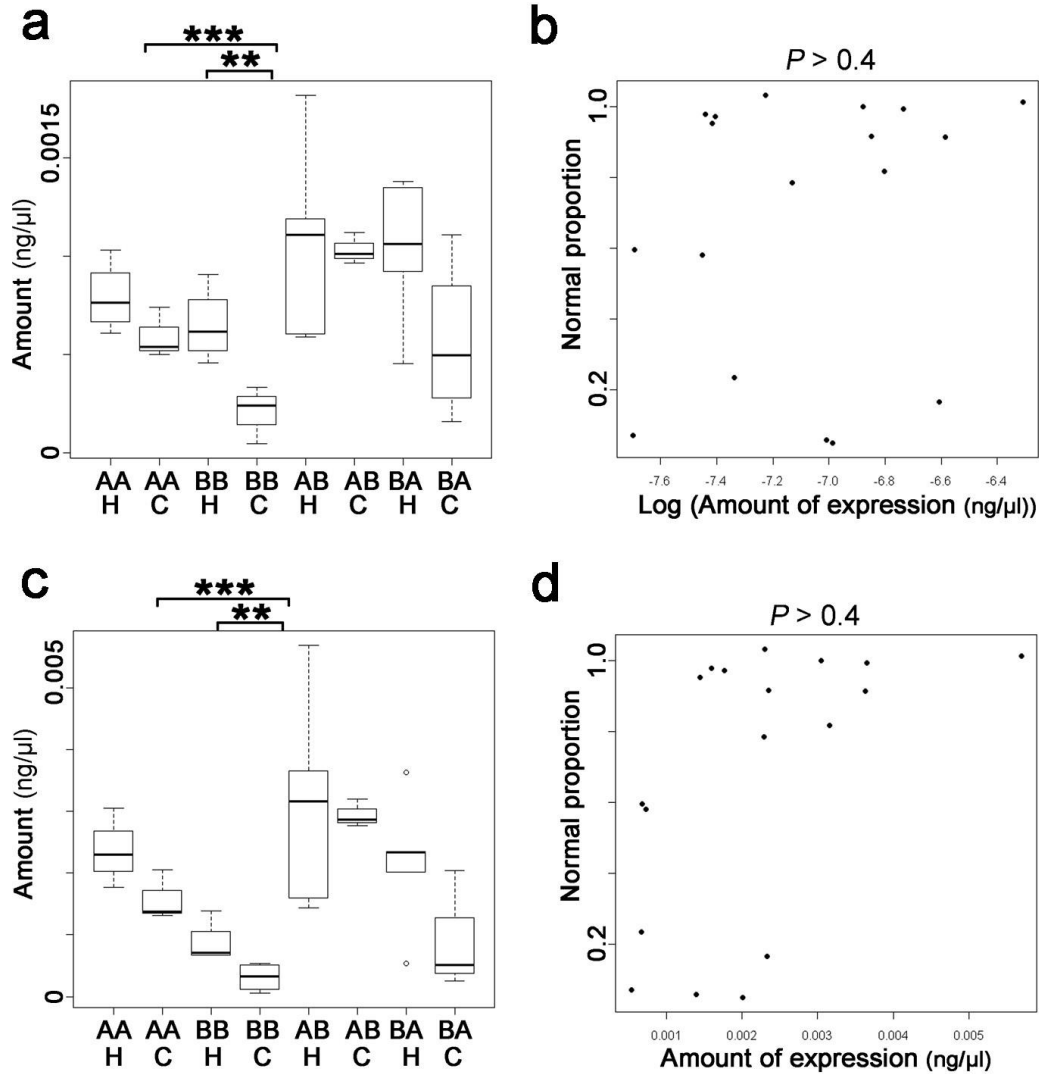 a
***
**
Amount (ng/µl)
0.0015
0
AA AA BB BB AB AB BA BA
H C H C H C H C
b
P > 0.4
Normal proportion
1.0
0.2
-7.6 -7.4 -7.2 -7.0 -6.8 -6.6 -6.4
Log (Amount of expression (ng/µl))
c
***
**
Amount (ng/µl)
0.005
0
AA AA BB BB AB AB BA BA
H C H C H C H C
d
P > 0.4
Normal proportion
1.0
0.2
0.001 0.002 0.003 0.004 0.005
Amount of expression (ng/µl)